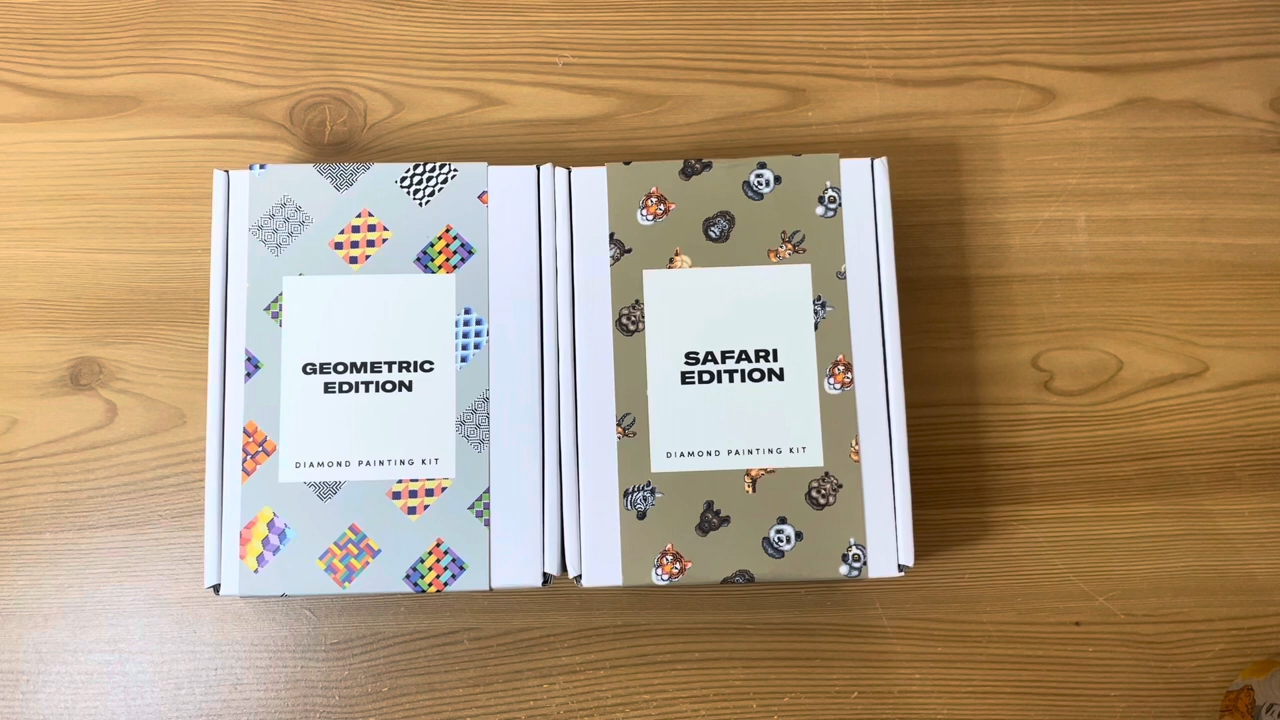 GEOMETRIC
EDITION
DIAMOND PAINTING KIT
SAFARI
EDITION
DIAMOND PAINTING KIT